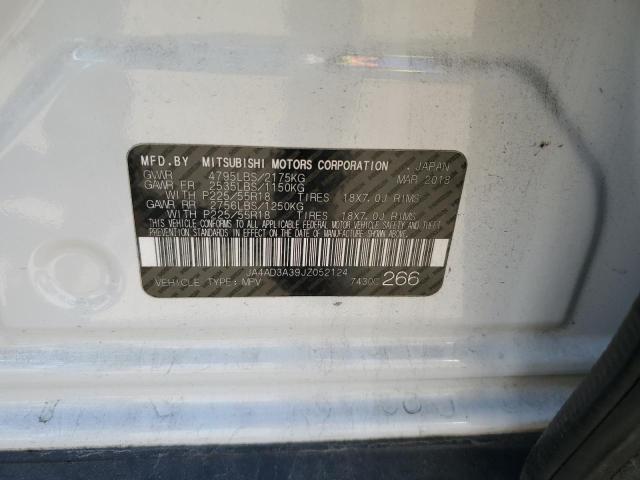 MFD.BY MITSUBISHI MOTORS CORPORATION , JAPAN
GVWR 4795LBS/2175KG MAR 2018
GAWR FR 2535LBS/1150KG
WITH P225/55R18 TIRES 18X7.0J RIMS
GAWR RR 2756LBS/1250KG
WITH P225/55R18 TIRES 18X7.0J RIMS
THIS VEHICLE CONFORMS TO ALL APPLICABLE FEDERAL MOTOR VEHICLE SAFETY, BUMPER AND THEFT
PREVENTION STANDARDS IN EFFECT ON THE DATE OF MANUFACTURE SHOWN ABOVE.
JA4AD3A39JZ052124
VEHICLE TYPE: MPV 7430C 266